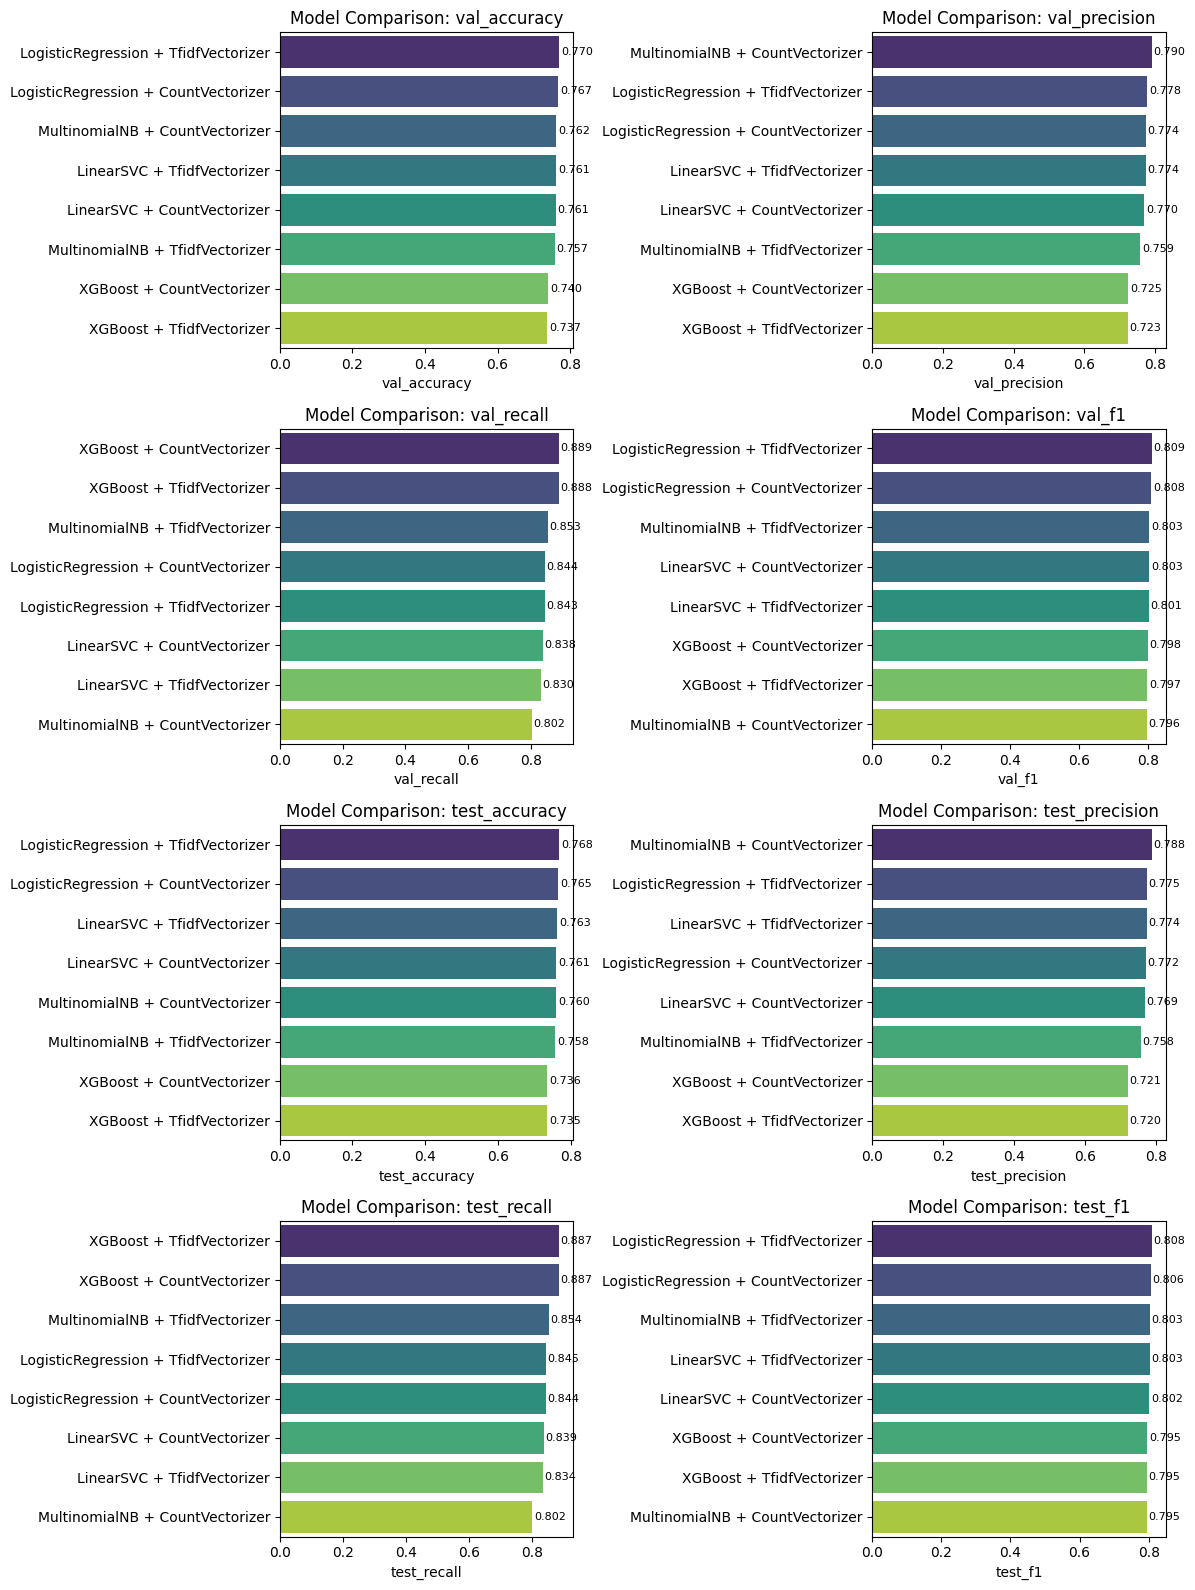 Model Comparison: val_accuracy
LogisticRegression + TfidfVectorizer 0.770
LogisticRegression + CountVectorizer 0.767
MultinomialNB + CountVectorizer 0.762
LinearSVC + TfidfVectorizer 0.761
LinearSVC + CountVectorizer 0.761
MultinomialNB + TfidfVectorizer 0.757
XGBoost + CountVectorizer 0.740
XGBoost + TfidfVectorizer 0.737
0.0 0.2 0.4 0.6 0.8
val_accuracy
Model Comparison: val_precision
MultinomialNB + CountVectorizer 0.790
LogisticRegression + TfidfVectorizer 0.778
LogisticRegression + CountVectorizer 0.774
LinearSVC + TfidfVectorizer 0.774
LinearSVC + CountVectorizer 0.770
MultinomialNB + TfidfVectorizer 0.759
XGBoost + CountVectorizer 0.725
XGBoost + TfidfVectorizer 0.723
0.0 0.2 0.4 0.6 0.8
val_precision
Model Comparison: val_recall
XGBoost + CountVectorizer 0.889
XGBoost + TfidfVectorizer 0.888
MultinomialNB + TfidfVectorizer 0.853
LogisticRegression + CountVectorizer 0.844
LogisticRegression + TfidfVectorizer 0.843
LinearSVC + CountVectorizer 0.838
LinearSVC + TfidfVectorizer 0.830
MultinomialNB + CountVectorizer 0.802
0.0 0.2 0.4 0.6 0.8
val_recall
Model Comparison: val_f1
LogisticRegression + TfidfVectorizer 0.809
LogisticRegression + CountVectorizer 0.808
MultinomialNB + TfidfVectorizer 0.803
LinearSVC + CountVectorizer 0.803
LinearSVC + TfidfVectorizer 0.801
XGBoost + CountVectorizer 0.798
XGBoost + TfidfVectorizer 0.797
MultinomialNB + CountVectorizer 0.796
0.0 0.2 0.4 0.6 0.8
val_f1
Model Comparison: test_accuracy
LogisticRegression + TfidfVectorizer 0.768
LogisticRegression + CountVectorizer 0.765
LinearSVC + TfidfVectorizer 0.763
LinearSVC + CountVectorizer 0.761
MultinomialNB + CountVectorizer 0.760
MultinomialNB + TfidfVectorizer 0.758
XGBoost + CountVectorizer 0.736
XGBoost + TfidfVectorizer 0.735
0.0 0.2 0.4 0.6 0.8
test_accuracy
Model Comparison: test_precision
MultinomialNB + CountVectorizer 0.788
LogisticRegression + TfidfVectorizer 0.775
LinearSVC + TfidfVectorizer 0.774
LogisticRegression + CountVectorizer 0.772
LinearSVC + CountVectorizer 0.769
MultinomialNB + TfidfVectorizer 0.758
XGBoost + CountVectorizer 0.721
XGBoost + TfidfVectorizer 0.720
0.0 0.2 0.4 0.6 0.8
test_precision
Model Comparison: test_recall
XGBoost + TfidfVectorizer 0.887
XGBoost + CountVectorizer 0.887
MultinomialNB + TfidfVectorizer 0.854
LogisticRegression + TfidfVectorizer 0.845
LogisticRegression + CountVectorizer 0.844
LinearSVC + CountVectorizer 0.839
LinearSVC + TfidfVectorizer 0.834
MultinomialNB + CountVectorizer 0.802
0.0 0.2 0.4 0.6 0.8
test_recall
Model Comparison: test_f1
LogisticRegression + TfidfVectorizer 0.808
LogisticRegression + CountVectorizer 0.806
MultinomialNB + TfidfVectorizer 0.803
LinearSVC + TfidfVectorizer 0.803
LinearSVC + CountVectorizer 0.802
XGBoost + CountVectorizer 0.795
XGBoost + TfidfVectorizer 0.795
MultinomialNB + CountVectorizer 0.795
0.0 0.2 0.4 0.6 0.8
test_f1